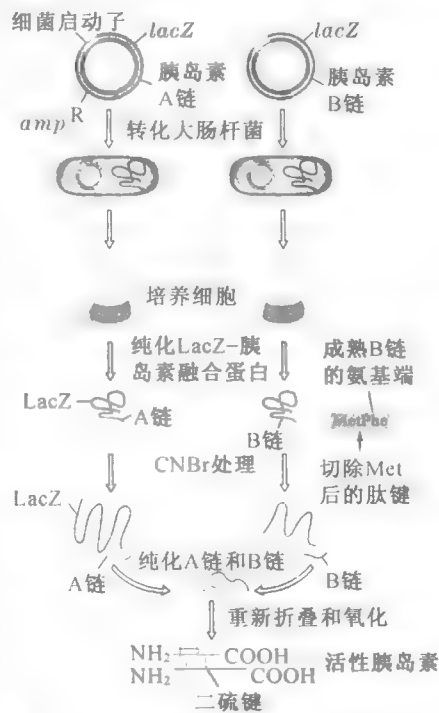 细菌启动子
lacZ
lacZ
胰岛素
A链
胰岛素
B链
amp^R
转化大肠杆菌
培养细胞
纯化LacZ-胰
岛素融合蛋白
成熟B链
的氨基端
LacZ
A链
B链
MetPhe
CNBr处理
切除Met
后的肽键
LacZ
纯化A链和B链
A链
B链
重新折叠和氧化
NH₂
COOH
NH₂
COOH
活性胰岛素
二硫键